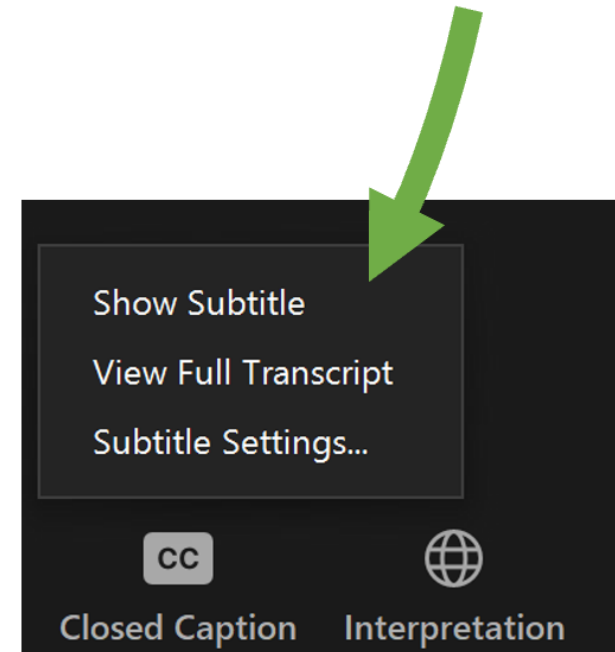 Show Subtitle
View Full Transcript
Subtitle Settings...
CC
Closed Caption
Interpretation